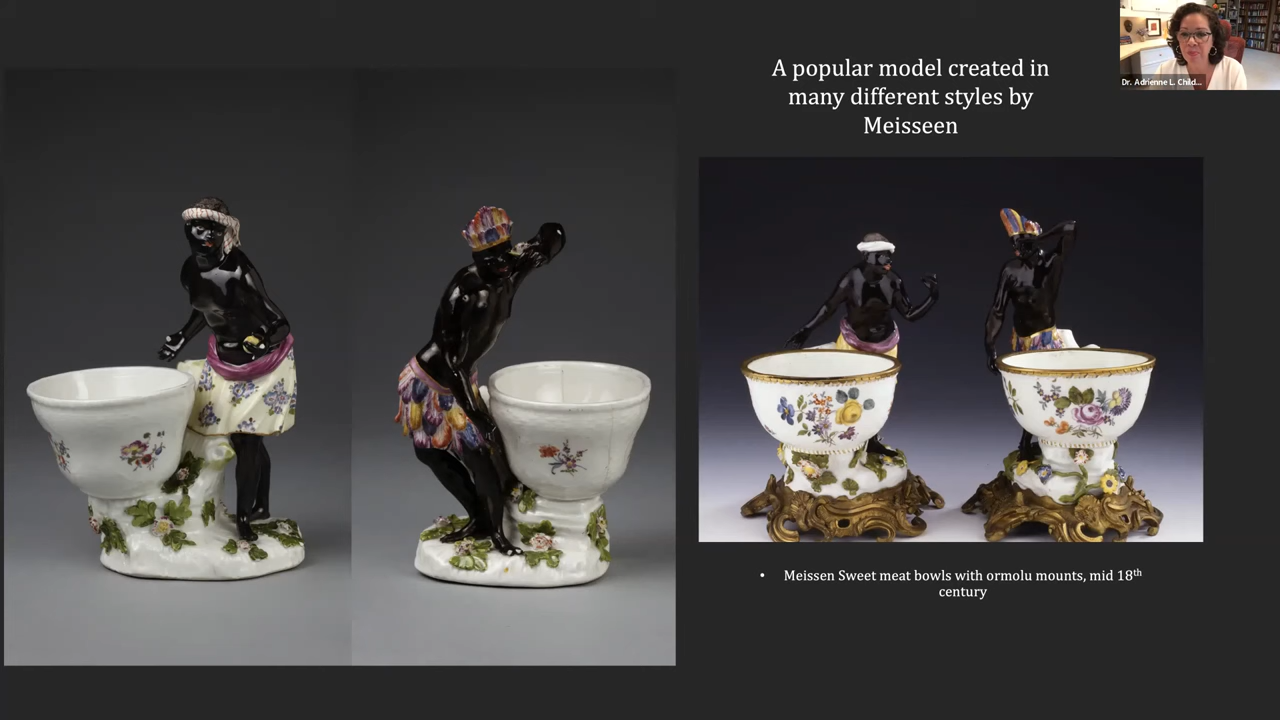 A popular model created in
many different styles by
Meisseen
Dr. Adrienne L. Child...
• Meissen Sweet meat bowls with ormolu mounts, mid 18th
century